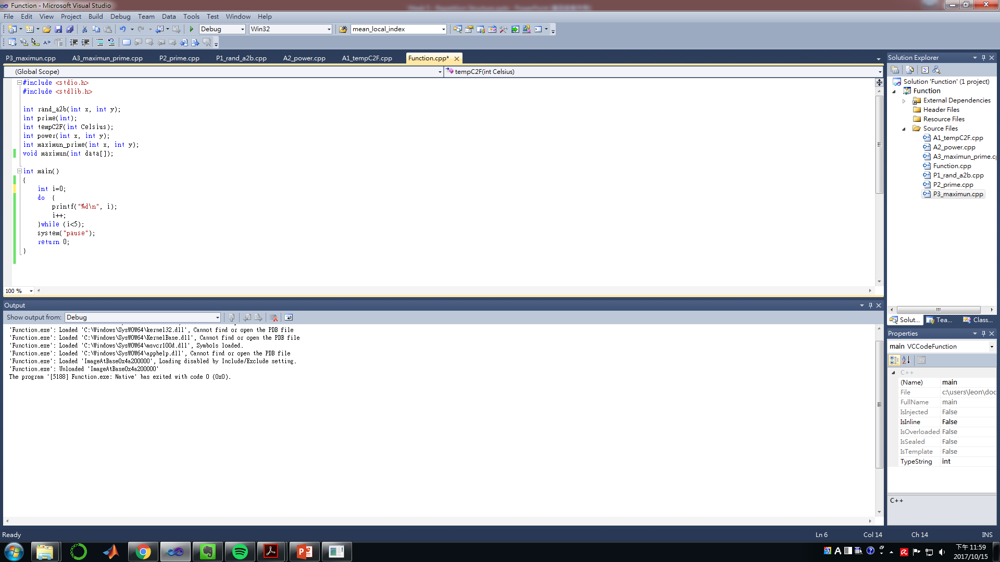 Function - Microsoft Visual Studio
File Edit View Project Build Debug Team Data Tools Test Window Help
Debug Win32 mean_local_index
P3_maximun.cpp A3_maximun_prime.cpp P2_prime.cpp P1_rand_a2b.cpp A2_power.cpp A1_tempC2F.cpp Function.cpp*
(Global Scope) tempC2F(int Celsius)
#include <stdio.h>
#include <stdlib.h>
int rand_a2b(int x, int y);
int prime(int);
int tempC2F(int Celsius);
int power(int x, int y);
int maximun_prime(int x, int y);
void maximun(int data[]);
int main()
{
int i=0;
do {
printf("%d\n", i);
i++;
}while (i<5);
system("pause");
return 0;
}
100 %
Output
Show output from: Debug
'Function.exe': Loaded 'C:\Windows\SysWOW64\kernel32.dll', Cannot find or open the PDB file
'Function.exe': Loaded 'C:\Windows\SysWOW64\KernelBase.dll', Cannot find or open the PDB file
'Function.exe': Loaded 'C:\Windows\SysWOW64\msvcr100d.dll', Symbols loaded.
'Function.exe': Loaded 'C:\Windows\SysWOW64\apphelp.dll', Cannot find or open the PDB file
'Function.exe': Loaded 'ImageAtBase0x4a200000', Loading disabled by Include/Exclude setting.
'Function.exe': Unloaded 'ImageAtBase0x4a200000'
The program '[5188] Function.exe: Native' has exited with code 0 (0x0).
Solution Explorer
Solution 'Function' (1 project)
Function
External Dependencies
Header Files
Resource Files
Source Files
A1_tempC2F.cpp
A2_power.cpp
A3_maximun_prime.c
Function.cpp
P1_rand_a2b.cpp
P2_prime.cpp
P3_maximun.cpp
Solut... Tea... Class...
Properties
main VCCodeFunction
C++
(Name) main
File c:\users\leon\doc
FullName main
IsInjected False
IsInline False
IsOverloaded False
IsSealed False
IsTemplate False
TypeString int
C++
Ready Ln 6 Col 14 Ch 14 INS
下午 11:59
2017/10/15